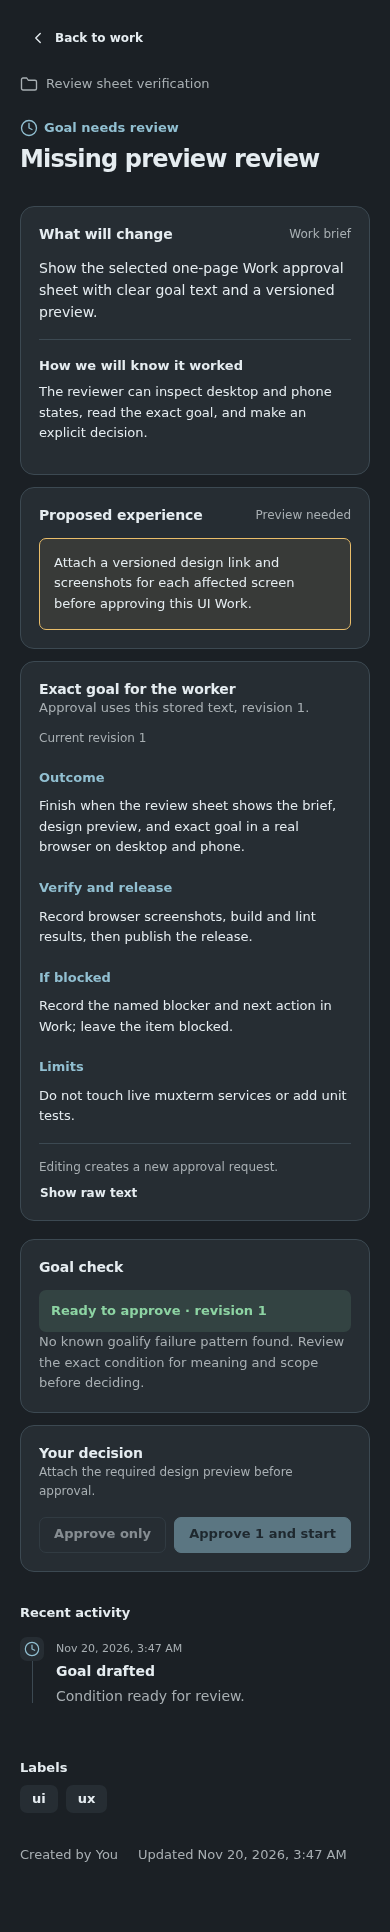 Back to work
Review sheet verification
Goal needs review
Missing preview review
What will change
Work brief
Show the selected one-page Work approval
sheet with clear goal text and a versioned
preview.
How we will know it worked
The reviewer can inspect desktop and phone
states, read the exact goal, and make an
explicit decision.
Proposed experience
Preview needed
Attach a versioned design link and
screenshots for each affected screen
before approving this UI Work.
Exact goal for the worker
Approval uses this stored text, revision 1.
Current revision 1
Outcome
Finish when the review sheet shows the brief,
design preview, and exact goal in a real
browser on desktop and phone.
Verify and release
Record browser screenshots, build and lint
results, then publish the release.
If blocked
Record the named blocker and next action in
Work; leave the item blocked.
Limits
Do not touch live muxterm services or add unit
tests.
Editing creates a new approval request.
Show raw text
Goal check
Ready to approve · revision 1
No known goalify failure pattern found. Review
the exact condition for meaning and scope
before deciding.
Your decision
Attach the required design preview before
approval.
Approve only
Approve 1 and start
Recent activity
Nov 20, 2026, 3:47 AM
Goal drafted
Condition ready for review.
Labels
ui
ux
Created by You
Updated Nov 20, 2026, 3:47 AM